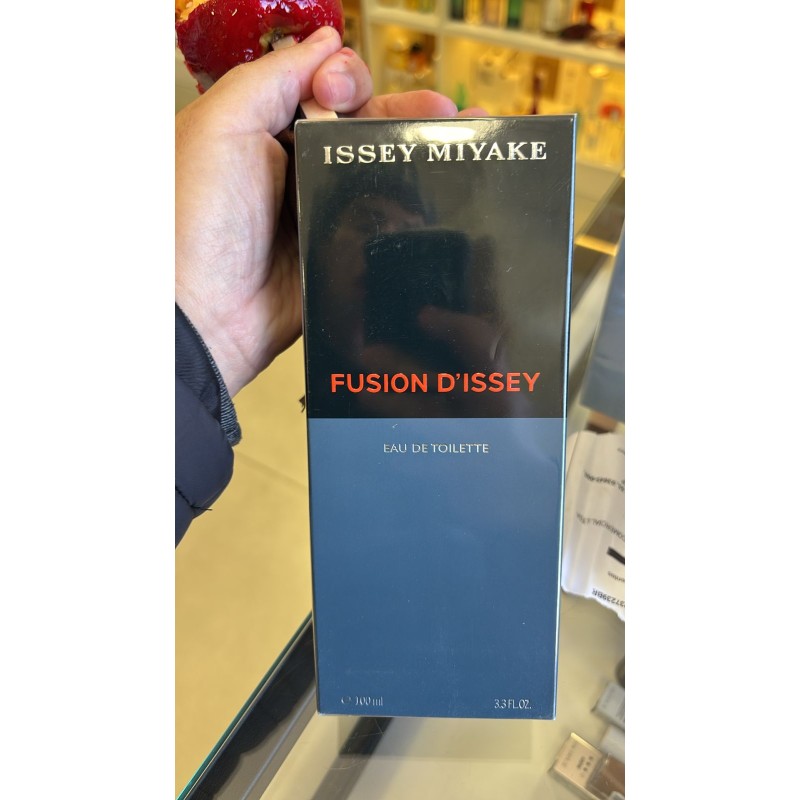 ISSEY MIYAKE
FUSION D'ISSEY
EAU DE TOILETTE
℮ 100 ml
3.3 FL.OZ.